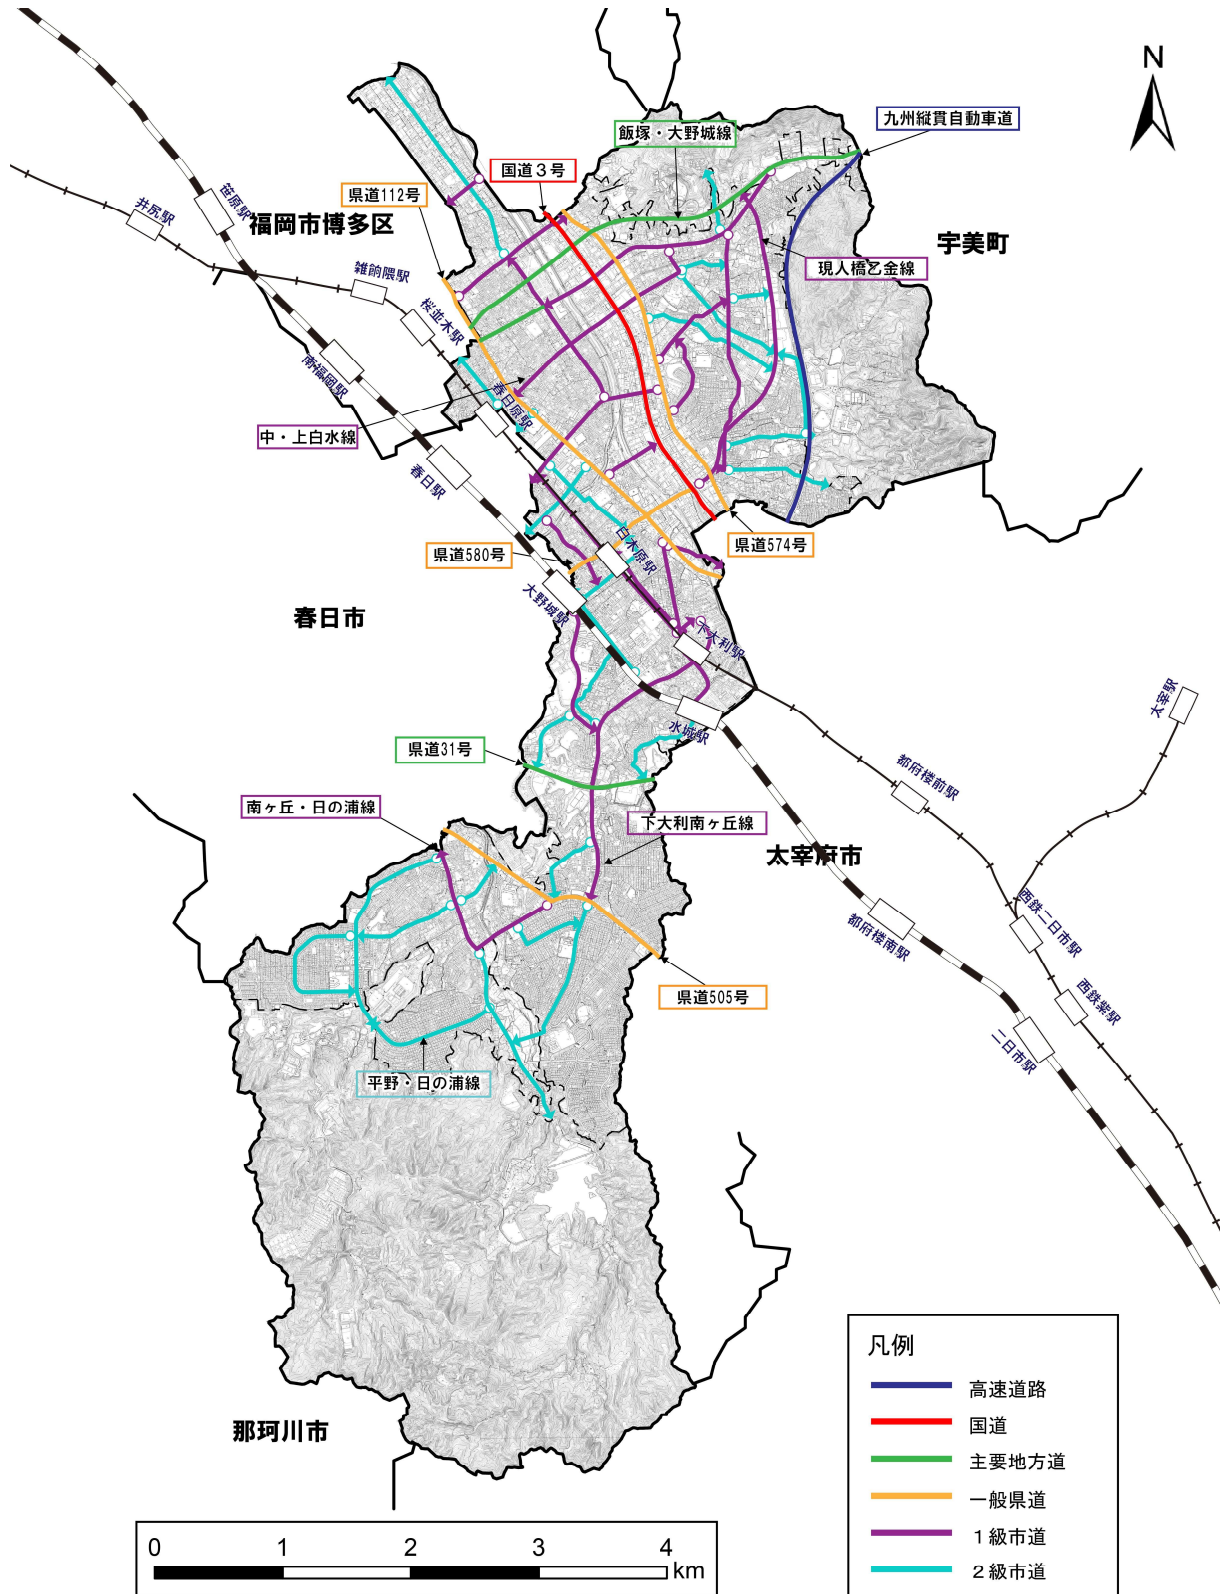 N
九州縦貫自動車道
飯塚・大野城線
国道３号
県道112号
笹原駅
井尻駅
福岡市博多区
宇美町
現人橋乙金線
雑餉隈駅
桜並木駅
南福岡駅
春日原駅
中・上白水線
春日駅
県道574号
県道580号
白木原駅
大野城駅
春日市
下大利駅
太宰府駅
水城駅
県道31号
都府楼前駅
南ヶ丘・日の浦線
下大利南ヶ丘線
太宰府市
都府楼南駅
西鉄二日市駅
県道505号
西鉄紫駅
二日市駅
平野・日の浦線
那珂川市
凡例
高速道路
国道
主要地方道
一般県道
１級市道
２級市道
0 1 2 3 4
km